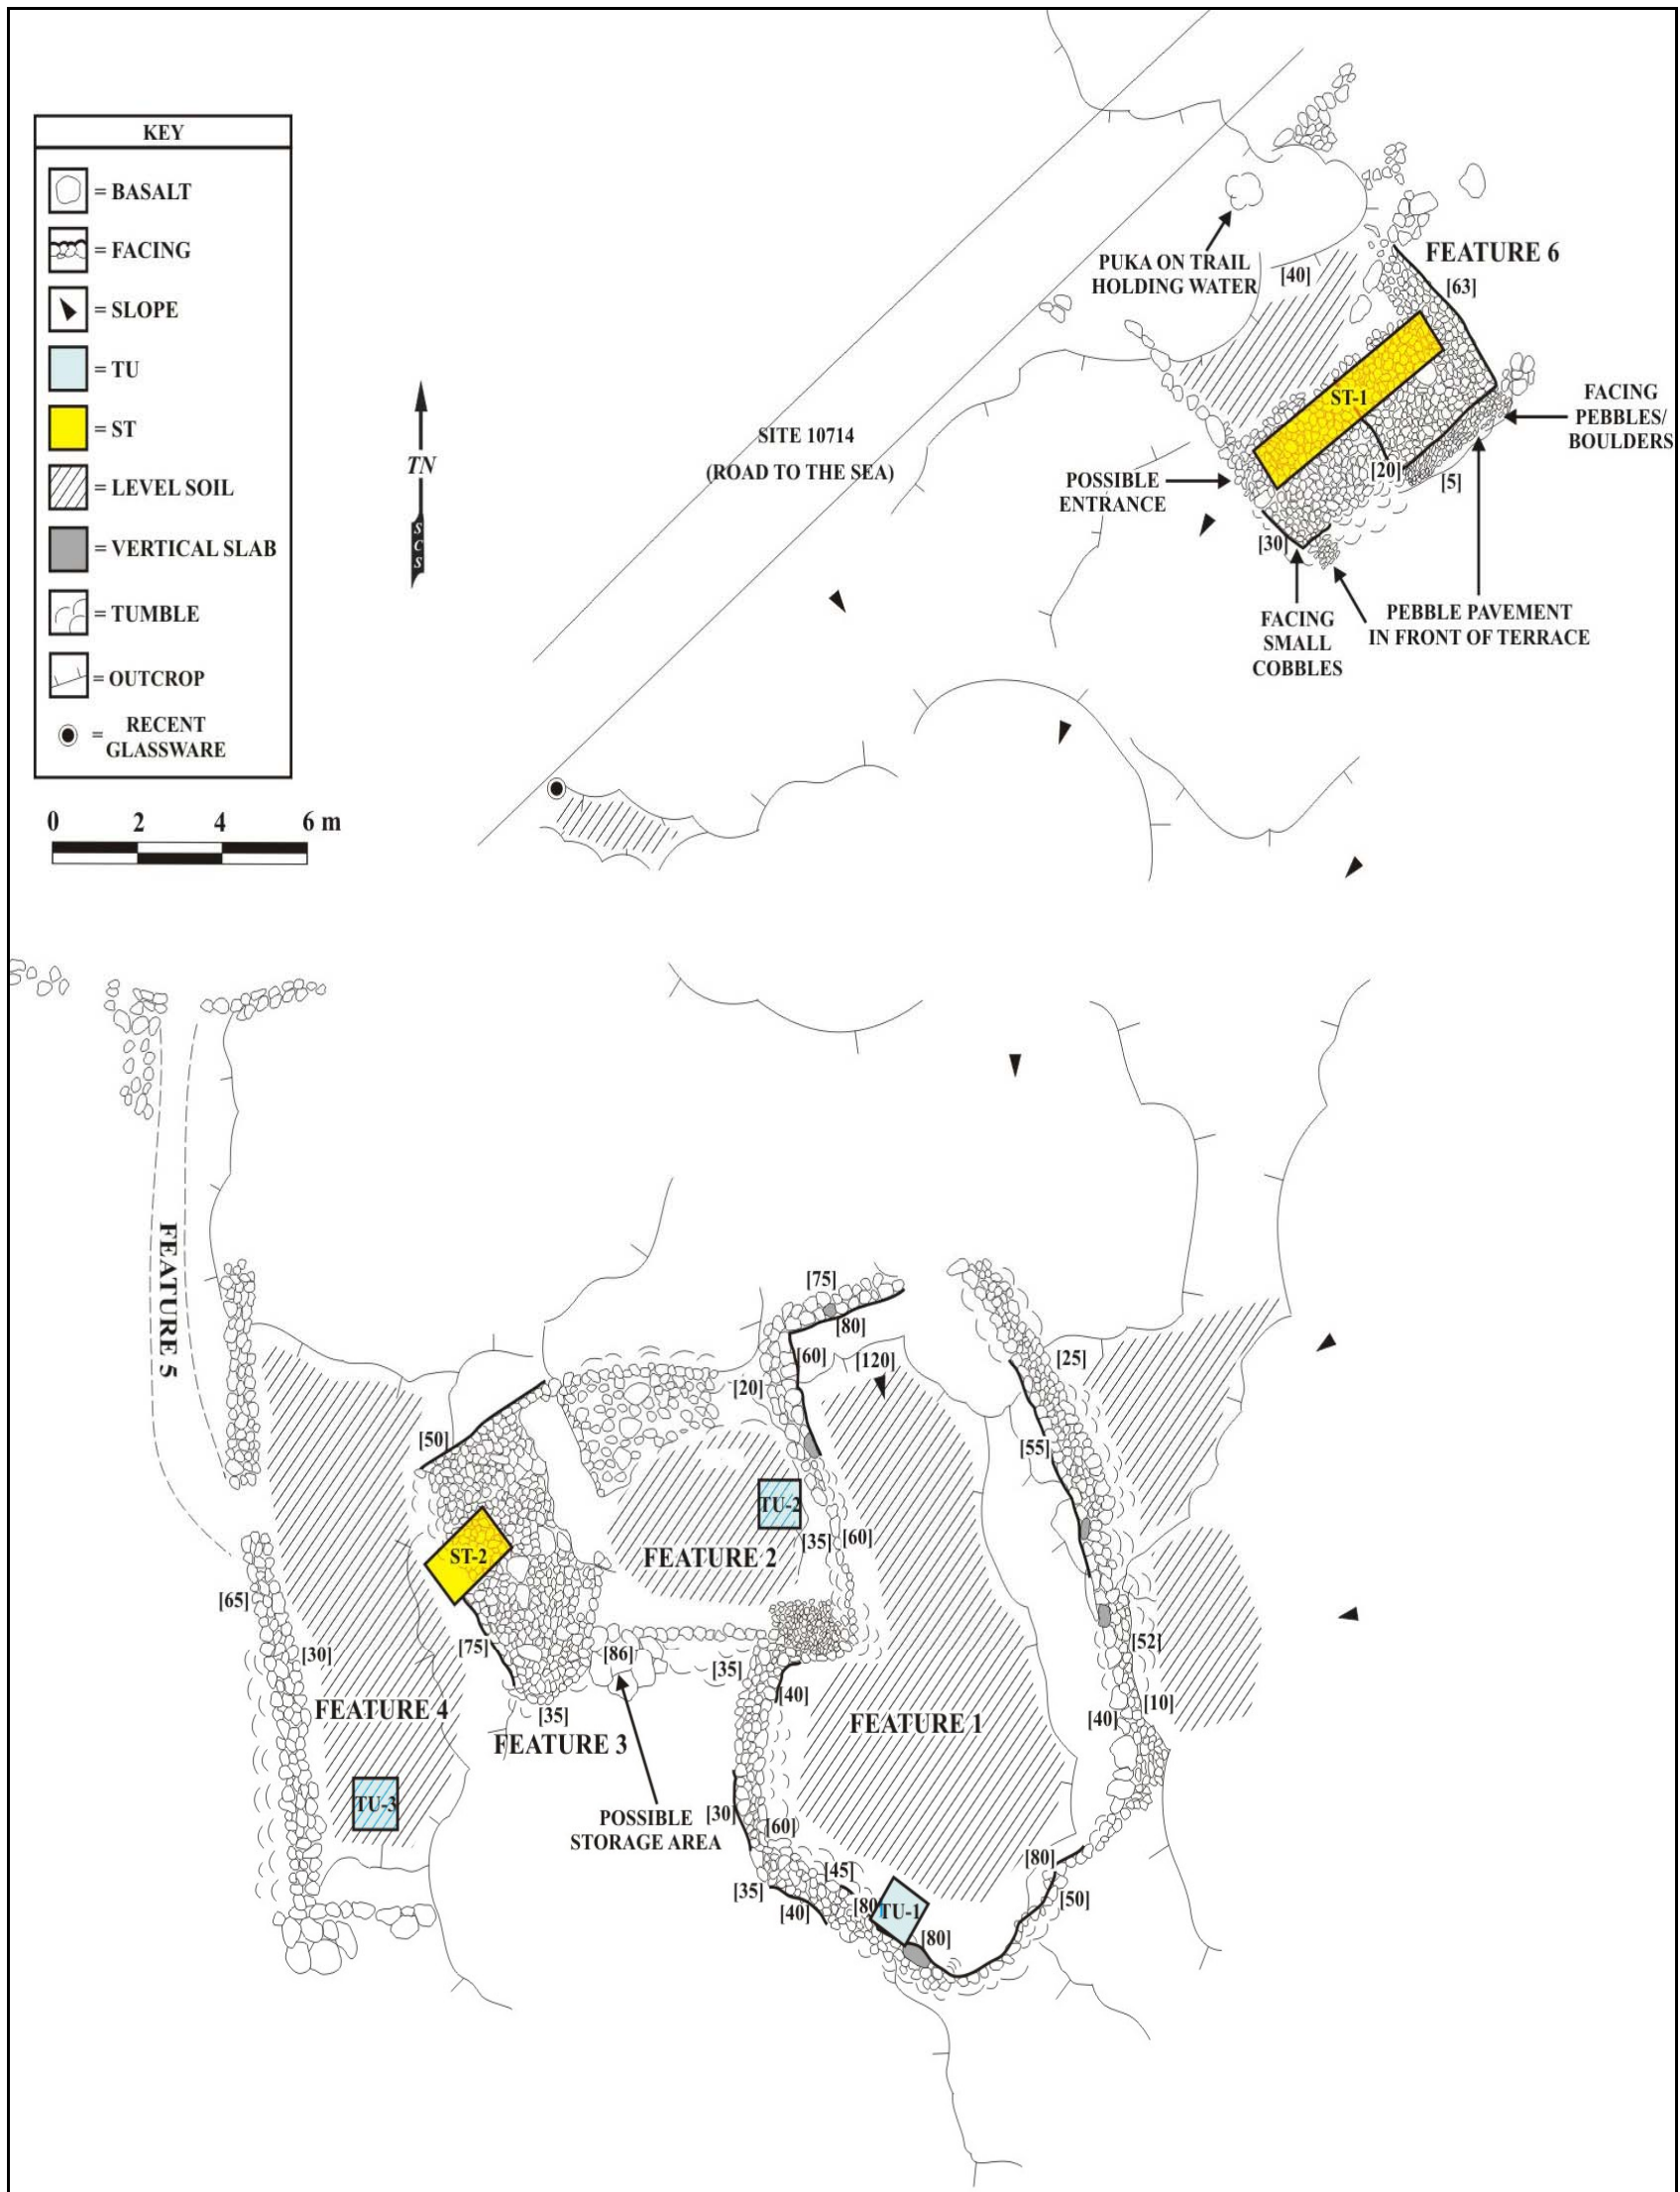 KEY
= BASALT
= FACING
= SLOPE
= TU
= ST
= LEVEL SOIL
= VERTICAL SLAB
= TUMBLE
= OUTCROP
= RECENT
GLASSWARE
0 2 4 6 m
TN
SCS
SITE 10714
(ROAD TO THE SEA)
PUKA ON TRAIL
HOLDING WATER
[40]
FEATURE 6
[63]
ST-1
FACING
PEBBLES/
BOULDERS
POSSIBLE
ENTRANCE
[20]
[5]
[30]
FACING
SMALL
COBBLES
PEBBLE PAVEMENT
IN FRONT OF TERRACE
FEATURE 5
[75]
[80]
[60]
[120]
[20]
[25]
[50]
[55]
TU-2
ST-2
[35]
[60]
FEATURE 2
[65]
[30]
[75]
[86]
[35]
[52]
[40]
[10]
[40]
FEATURE 4
[35]
FEATURE 3
FEATURE 1
TU-3
POSSIBLE
STORAGE AREA
[30]
[60]
[45]
[80]
[35]
[40]
[80]
TU-1
[50]
[80]